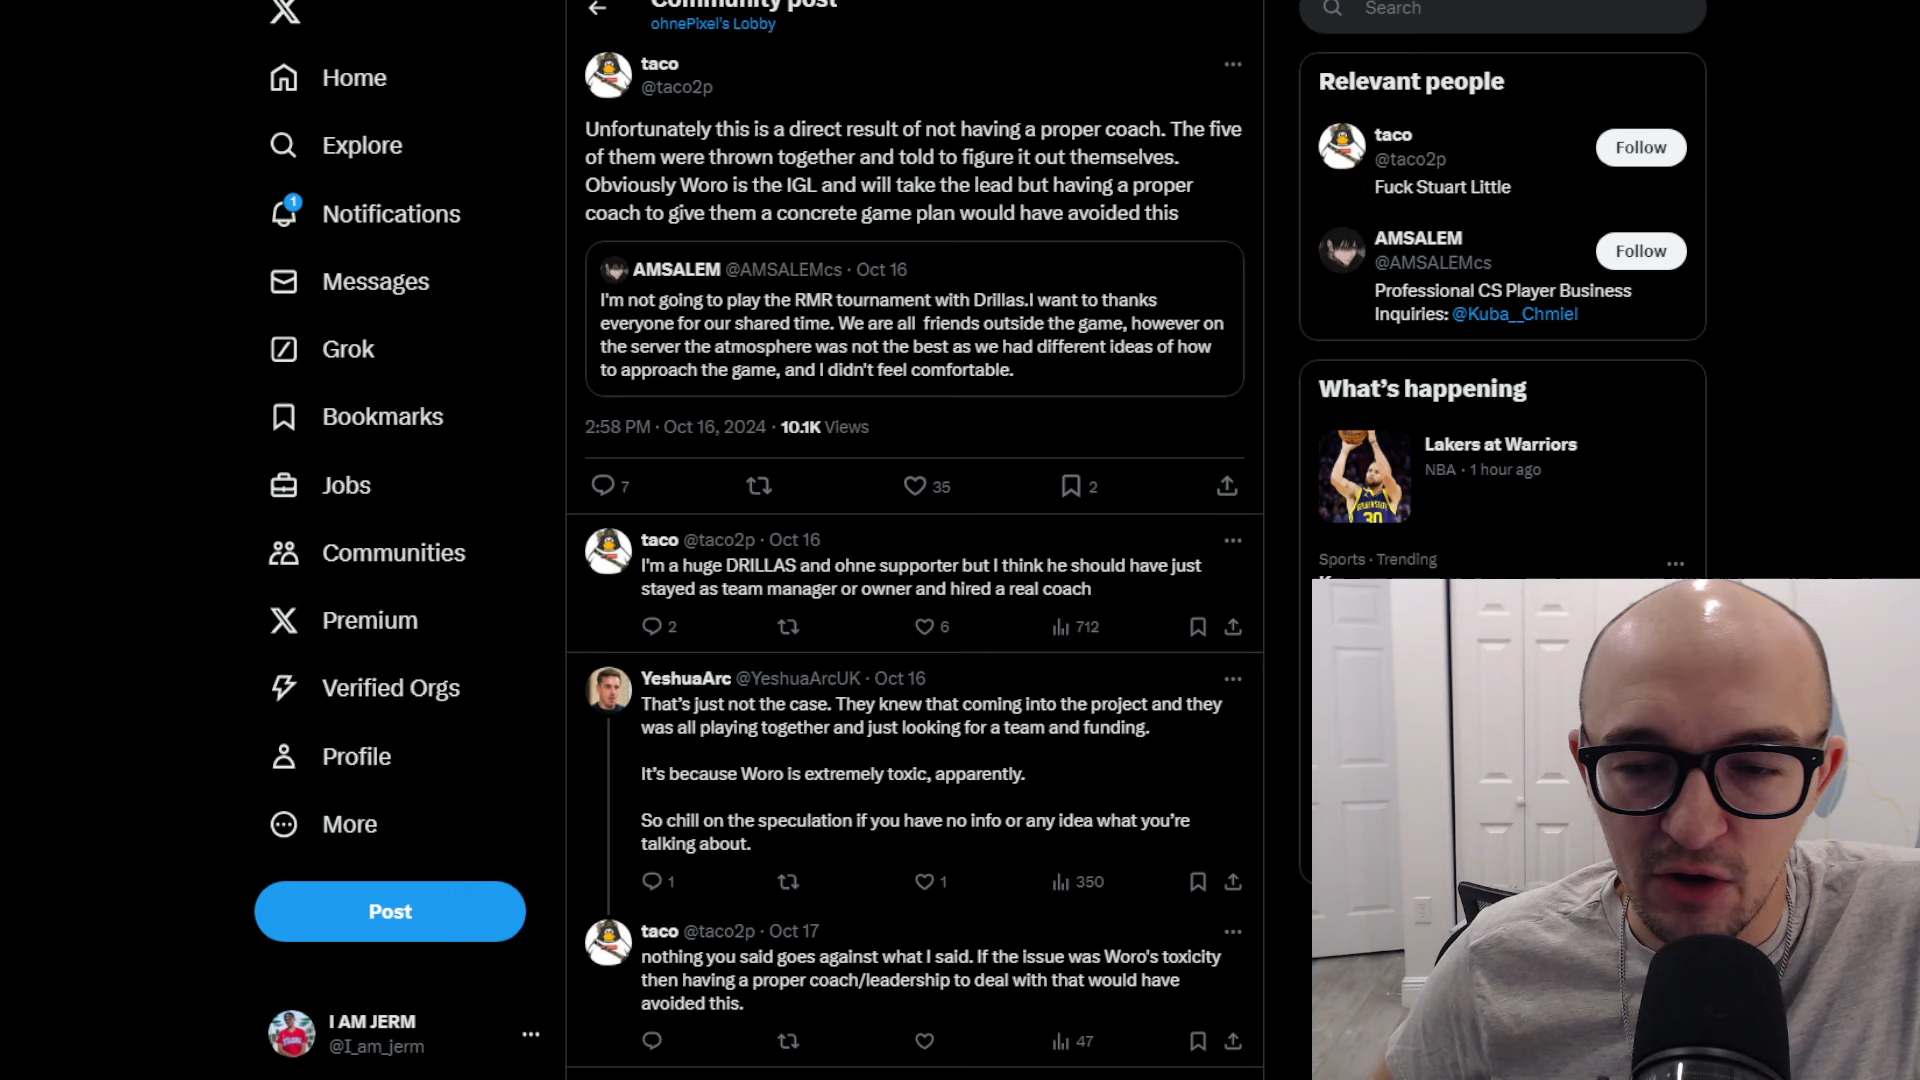 Community post
ohnePixel's Lobby
Search
Home
Explore
1
Notifications
Messages
Grok
Bookmarks
Jobs
Communities
Premium
Verified Orgs
Profile
More
Post
I AM JERM
@I_am_jerm
taco
@taco2p
Unfortunately this is a direct result of not having a proper coach. The five
of them were thrown together and told to figure it out themselves.
Obviously Woro is the IGL and will take the lead but having a proper
coach to give them a concrete game plan would have avoided this
AMSALEM @AMSALEMcs · Oct 16
I'm not going to play the RMR tournament with Drillas.I want to thanks
everyone for our shared time. We are all friends outside the game, however on
the server the atmosphere was not the best as we had different ideas of how
to approach the game, and I didn't feel comfortable.
2:58 PM · Oct 16, 2024 · 10.1K Views
7 35 2
taco @taco2p · Oct 16
I'm a huge DRILLAS and ohne supporter but I think he should have just
stayed as team manager or owner and hired a real coach
2 6 712
YeshuaArc @YeshuaArcUK · Oct 16
That's just not the case. They knew that coming into the project and they
was all playing together and just looking for a team and funding.
It's because Woro is extremely toxic, apparently.
So chill on the speculation if you have no info or any idea what you're
talking about.
1 1 350
taco @taco2p · Oct 17
nothing you said goes against what I said. If the issue was Woro's toxicity
then having a proper coach/leadership to deal with that would have
avoided this.
47
Relevant people
taco
@taco2p
Follow
Fuck Stuart Little
AMSALEM
@AMSALEMcs
Follow
Professional CS Player Business
Inquiries: @Kuba__Chmiel
What's happening
Lakers at Warriors
NBA · 1 hour ago
30
Sports · Trending